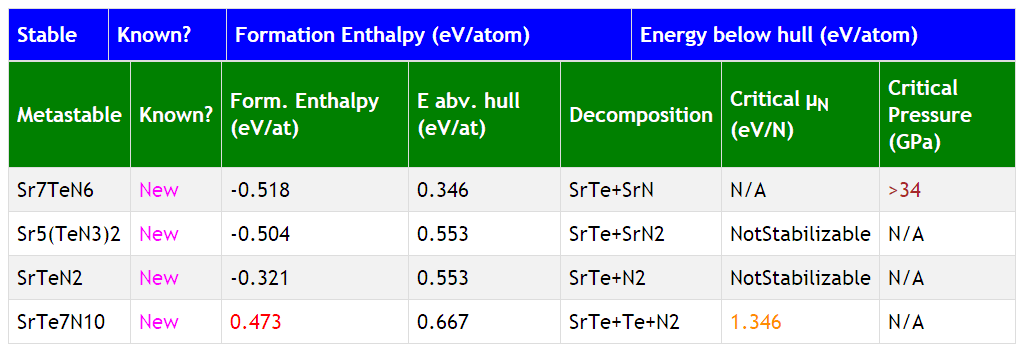 Stable Known? Formation Enthalpy (eV/atom) Energy below hull (eV/atom)
Metastable Known? Form. Enthalpy (eV/at) E abv. hull (eV/at) Decomposition Critical μN (eV/N) Critical Pressure (GPa)
Sr7TeN6 New -0.518 0.346 SrTe+SrN N/A >34
Sr5(TeN3)2 New -0.504 0.553 SrTe+SrN2 NotStabilizable N/A
SrTeN2 New -0.321 0.553 SrTe+N2 NotStabilizable N/A
SrTe7N10 New 0.473 0.667 SrTe+Te+N2 1.346 N/A